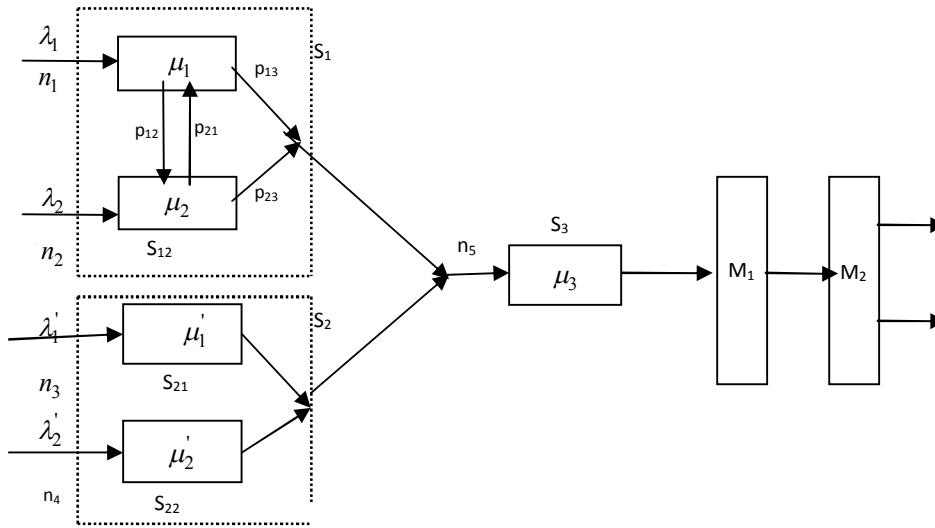 λ₁
n₁
μ₁
p₁₃
S₁
p₁₂
p₂₁
λ₂
n₂
μ₂
p₂₃
S₁₂
n₅
S₃
μ₃
M₁
M₂
λ₁'
n₃
μ₁'
S₂₁
S₂
λ₂'
n₄
μ₂'
S₂₂